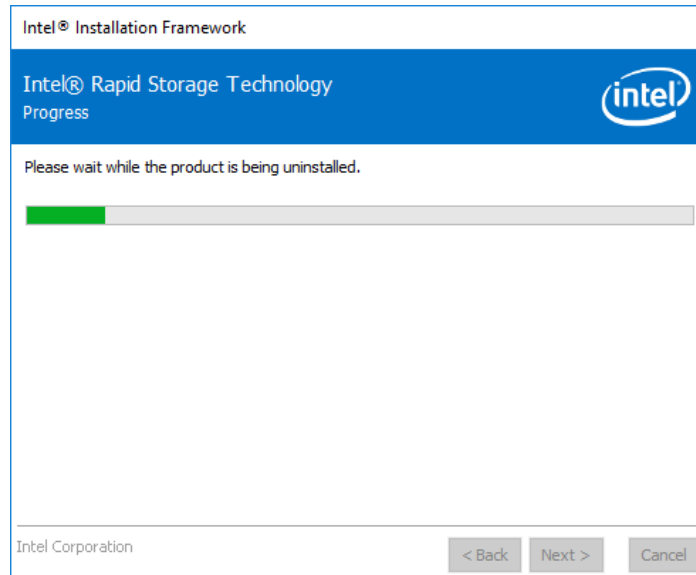 Intel® Installation Framework
Intel® Rapid Storage Technology
intel
Progress
Please wait while the product is being uninstalled.
Intel Corporation
< Back
Next >
Cancel